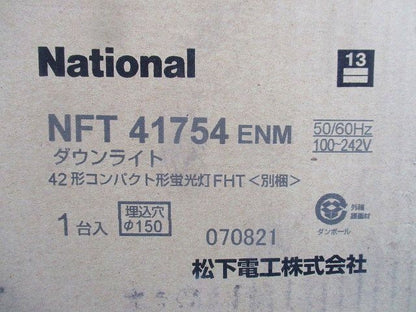 National
13
NFT 41754 ENM
50/60Hz
100-242V
ダウンライト
42形コンパクト形蛍光灯FHT<別梱>
1台入
埋込穴
Φ150
070821
外箱
ダンボール
松下電工株式会社